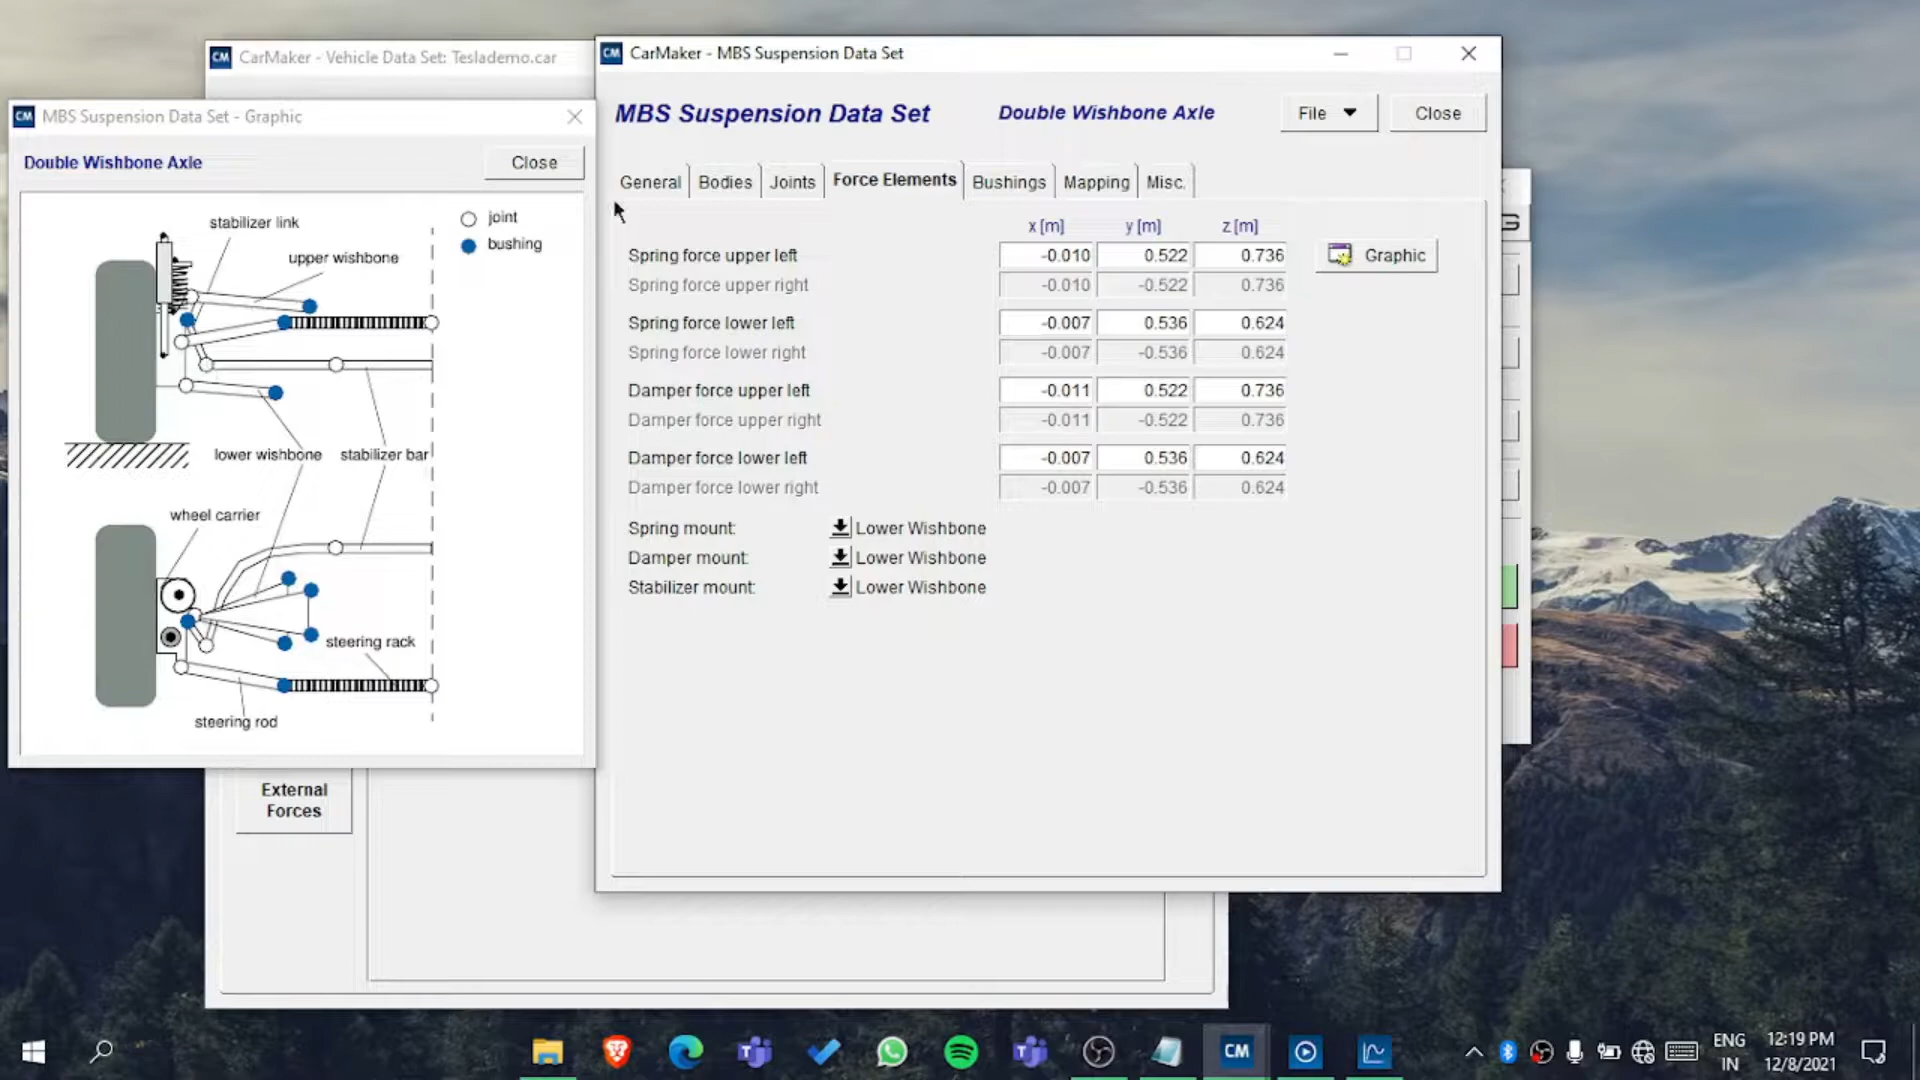 CM CarMaker - Vehicle Data Set: Teslademo.car
CM CarMaker - MBS Suspension Data Set
MBS Suspension Data Set
Double Wishbone Axle
File
Close
General
Bodies
Joints
Force Elements
Bushings
Mapping
Misc.
x [m]
y [m]
z [m]
Spring force upper left
-0.010
0.522
0.736
Graphic
Spring force upper right
-0.010
-0.522
0.736
Spring force lower left
-0.007
0.536
0.624
Spring force lower right
-0.007
-0.536
0.624
Damper force upper left
-0.011
0.522
0.736
Damper force upper right
-0.011
-0.522
0.736
Damper force lower left
-0.007
0.536
0.624
Damper force lower right
-0.007
-0.536
0.624
Spring mount:
Lower Wishbone
Damper mount:
Lower Wishbone
Stabilizer mount:
Lower Wishbone
CM MBS Suspension Data Set - Graphic
Double Wishbone Axle
Close
joint
bushing
stabilizer link
upper wishbone
lower wishbone
stabilizer bar
wheel carrier
steering rack
steering rod
External
Forces
CM
ENG
IN
12:19 PM
12/8/2021